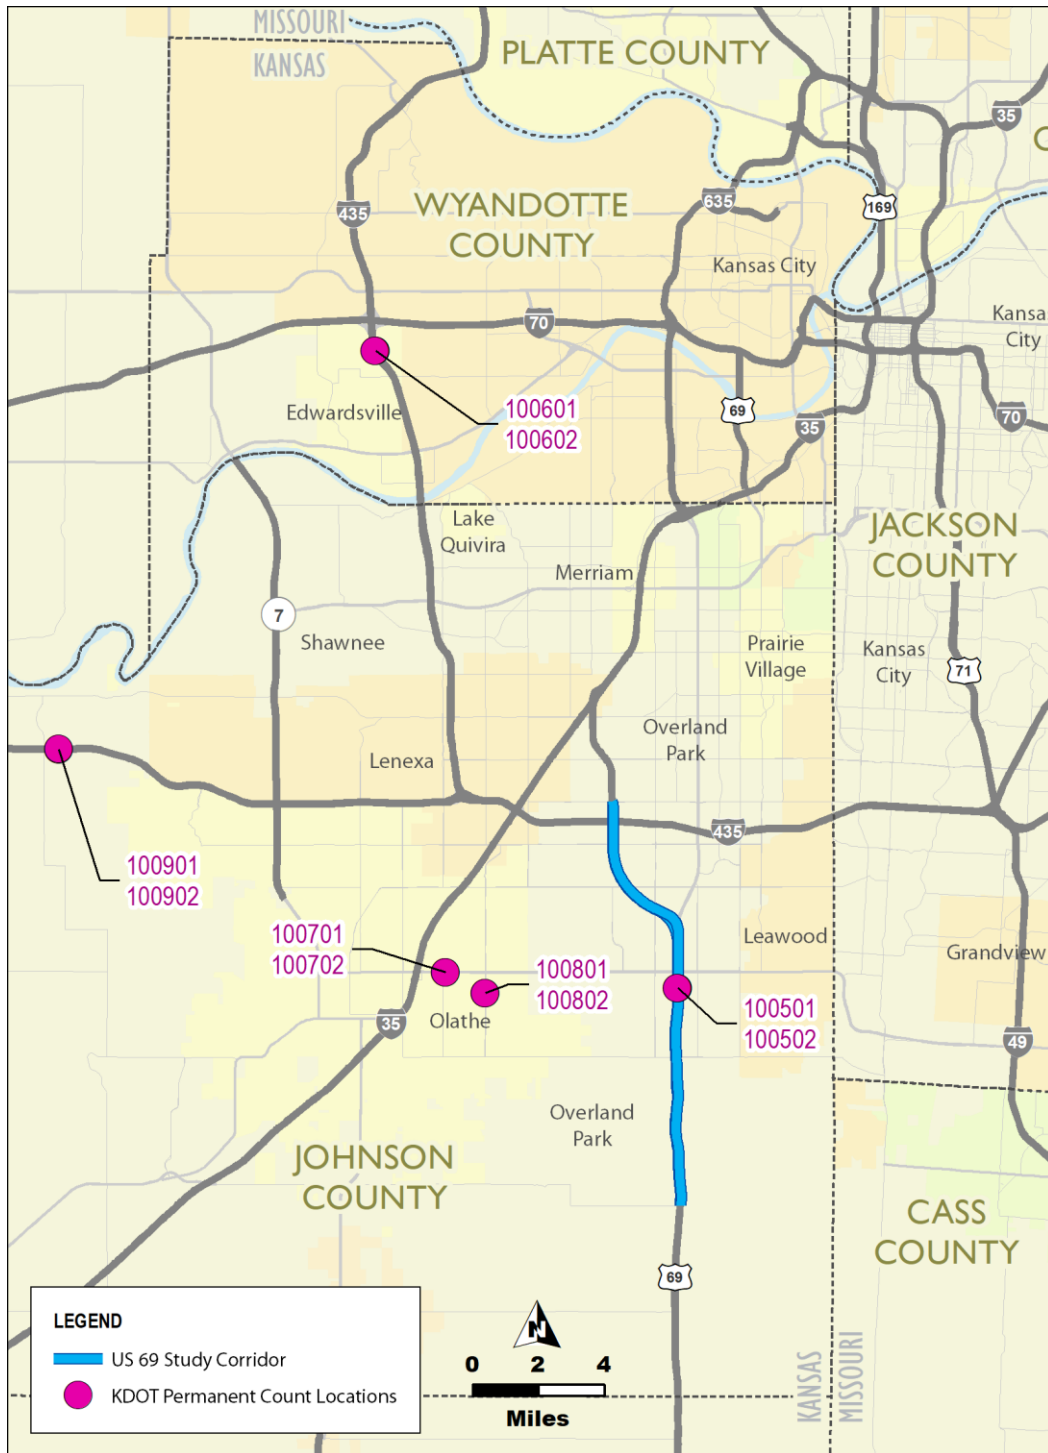 MISSOURI
KANSAS
PLATTE COUNTY
35
C
435
WYANDOTTE
COUNTY
635
169
Kansas City
70
Kansas
City
Edwardsville
100601
100602
69
35
70
Lake
Quivira
JACKSON
COUNTY
Merriam
7
Shawnee
Prairie
Village
Kansas
City
71
Overland
Park
Lenexa
435
100901
100902
100701
100702
Leawood
Grandview
100801
100802
35
Olathe
100501
100502
49
Overland
Park
JOHNSON
COUNTY
CASS
COUNTY
69
LEGEND
US 69 Study Corridor
KDOT Permanent Count Locations
N
0 2 4
Miles
KANSAS
MISSOURI